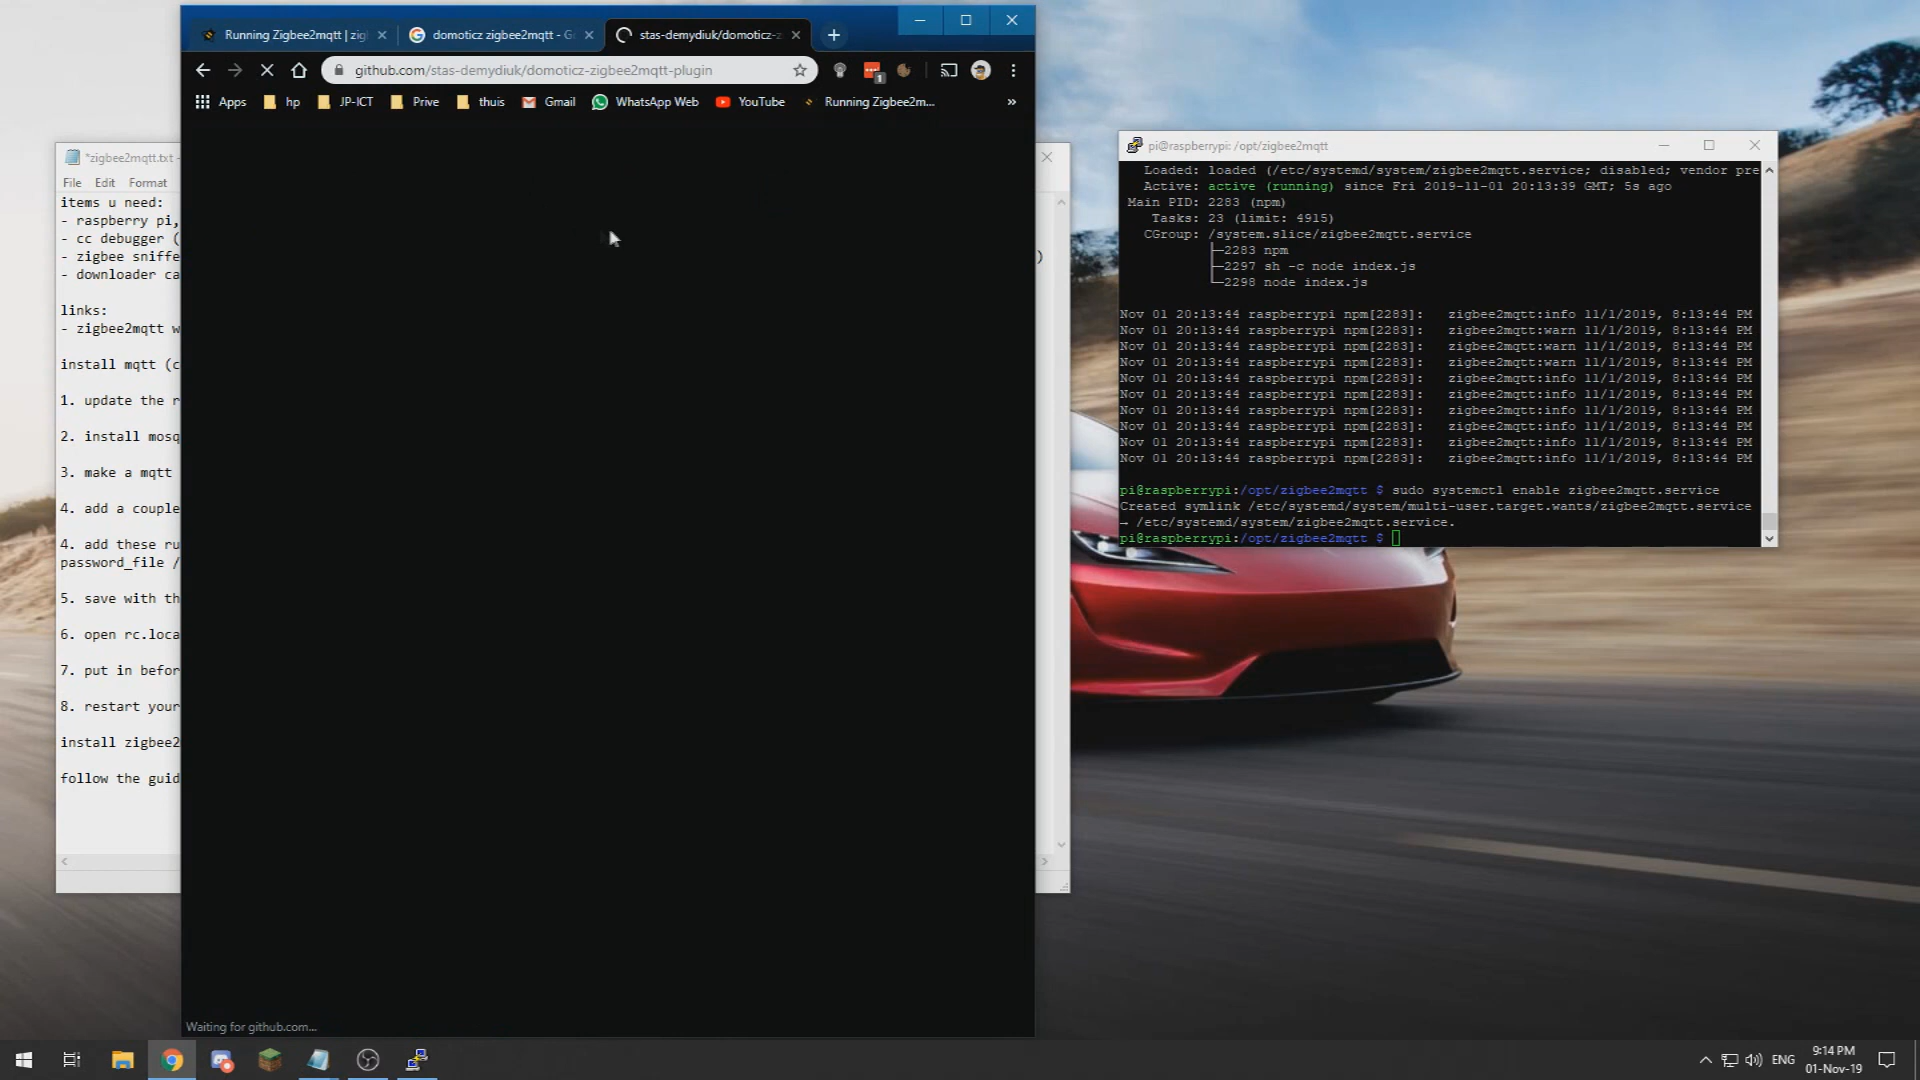 Running Zigbee2mqtt | zig
domoticz zigbee2mqtt - Go
stas-demydiuk/domoticz-z
github.com/stas-demydiuk/domoticz-zigbee2mqtt-plugin
1
Apps
hp
JP-ICT
Prive
thuis
Gmail
WhatsApp Web
YouTube
Running Zigbee2m...
»
Waiting for github.com...
*zigbee2mqtt.txt -
File Edit Format
items u need:
- raspberry pi,
- cc debugger (
- zigbee sniffe
)
- downloader ca
links:
- zigbee2mqtt w
install mqtt (c
1. update the r
2. install mosq
3. make a mqtt
4. add a couple
4. add these ru
password_file /
5. save with th
6. open rc.loca
7. put in befor
8. restart your
install zigbee2
follow the guid
pi@raspberrypi: /opt/zigbee2mqtt
Loaded: loaded (/etc/systemd/system/zigbee2mqtt.service; disabled; vendor pre
Active: active (running) since Fri 2019-11-01 20:13:39 GMT; 5s ago
Main PID: 2283 (npm)
Tasks: 23 (limit: 4915)
CGroup: /system.slice/zigbee2mqtt.service
├─2283 npm
├─2297 sh -c node index.js
└─2298 node index.js
Nov 01 20:13:44 raspberrypi npm[2283]: zigbee2mqtt:info 11/1/2019, 8:13:44 PM
Nov 01 20:13:44 raspberrypi npm[2283]: zigbee2mqtt:warn 11/1/2019, 8:13:44 PM
Nov 01 20:13:44 raspberrypi npm[2283]: zigbee2mqtt:warn 11/1/2019, 8:13:44 PM
Nov 01 20:13:44 raspberrypi npm[2283]: zigbee2mqtt:warn 11/1/2019, 8:13:44 PM
Nov 01 20:13:44 raspberrypi npm[2283]: zigbee2mqtt:info 11/1/2019, 8:13:44 PM
Nov 01 20:13:44 raspberrypi npm[2283]: zigbee2mqtt:info 11/1/2019, 8:13:44 PM
Nov 01 20:13:44 raspberrypi npm[2283]: zigbee2mqtt:info 11/1/2019, 8:13:44 PM
Nov 01 20:13:44 raspberrypi npm[2283]: zigbee2mqtt:info 11/1/2019, 8:13:44 PM
Nov 01 20:13:44 raspberrypi npm[2283]: zigbee2mqtt:info 11/1/2019, 8:13:44 PM
Nov 01 20:13:44 raspberrypi npm[2283]: zigbee2mqtt:info 11/1/2019, 8:13:44 PM
pi@raspberrypi:/opt/zigbee2mqtt $ sudo systemctl enable zigbee2mqtt.service
Created symlink /etc/systemd/system/multi-user.target.wants/zigbee2mqtt.service
→ /etc/systemd/system/zigbee2mqtt.service.
pi@raspberrypi:/opt/zigbee2mqtt $
ENG
9:14 PM
01-Nov-19